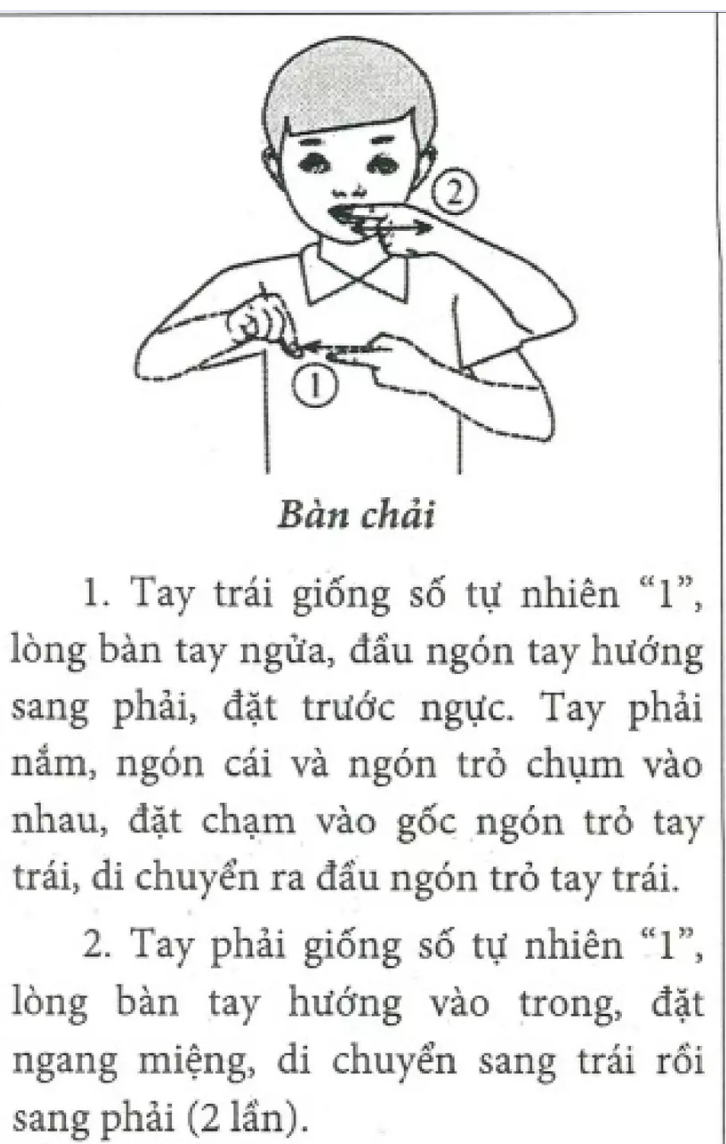 ②
①
Bàn chải
1. Tay trái giống số tự nhiên “1”,
lòng bàn tay ngửa, đầu ngón tay hướng
sang phải, đặt trước ngực. Tay phải
nắm, ngón cái và ngón trỏ chụm vào
nhau, đặt chạm vào gốc ngón trỏ tay
trái, di chuyển ra đầu ngón trỏ tay trái.
2. Tay phải giống số tự nhiên “1”,
lòng bàn tay hướng vào trong, đặt
ngang miệng, di chuyển sang trái rồi
sang phải (2 lần).